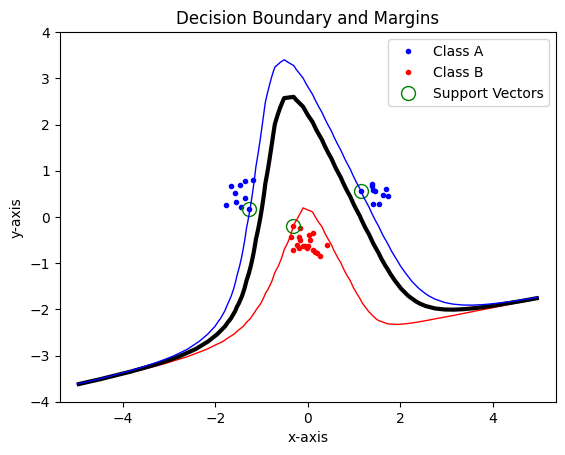 Decision Boundary and Margins
Class A
Class B
Support Vectors
4
3
2
1
0
−1
−2
−3
−4
y-axis
−4
−2
0
2
4
x-axis